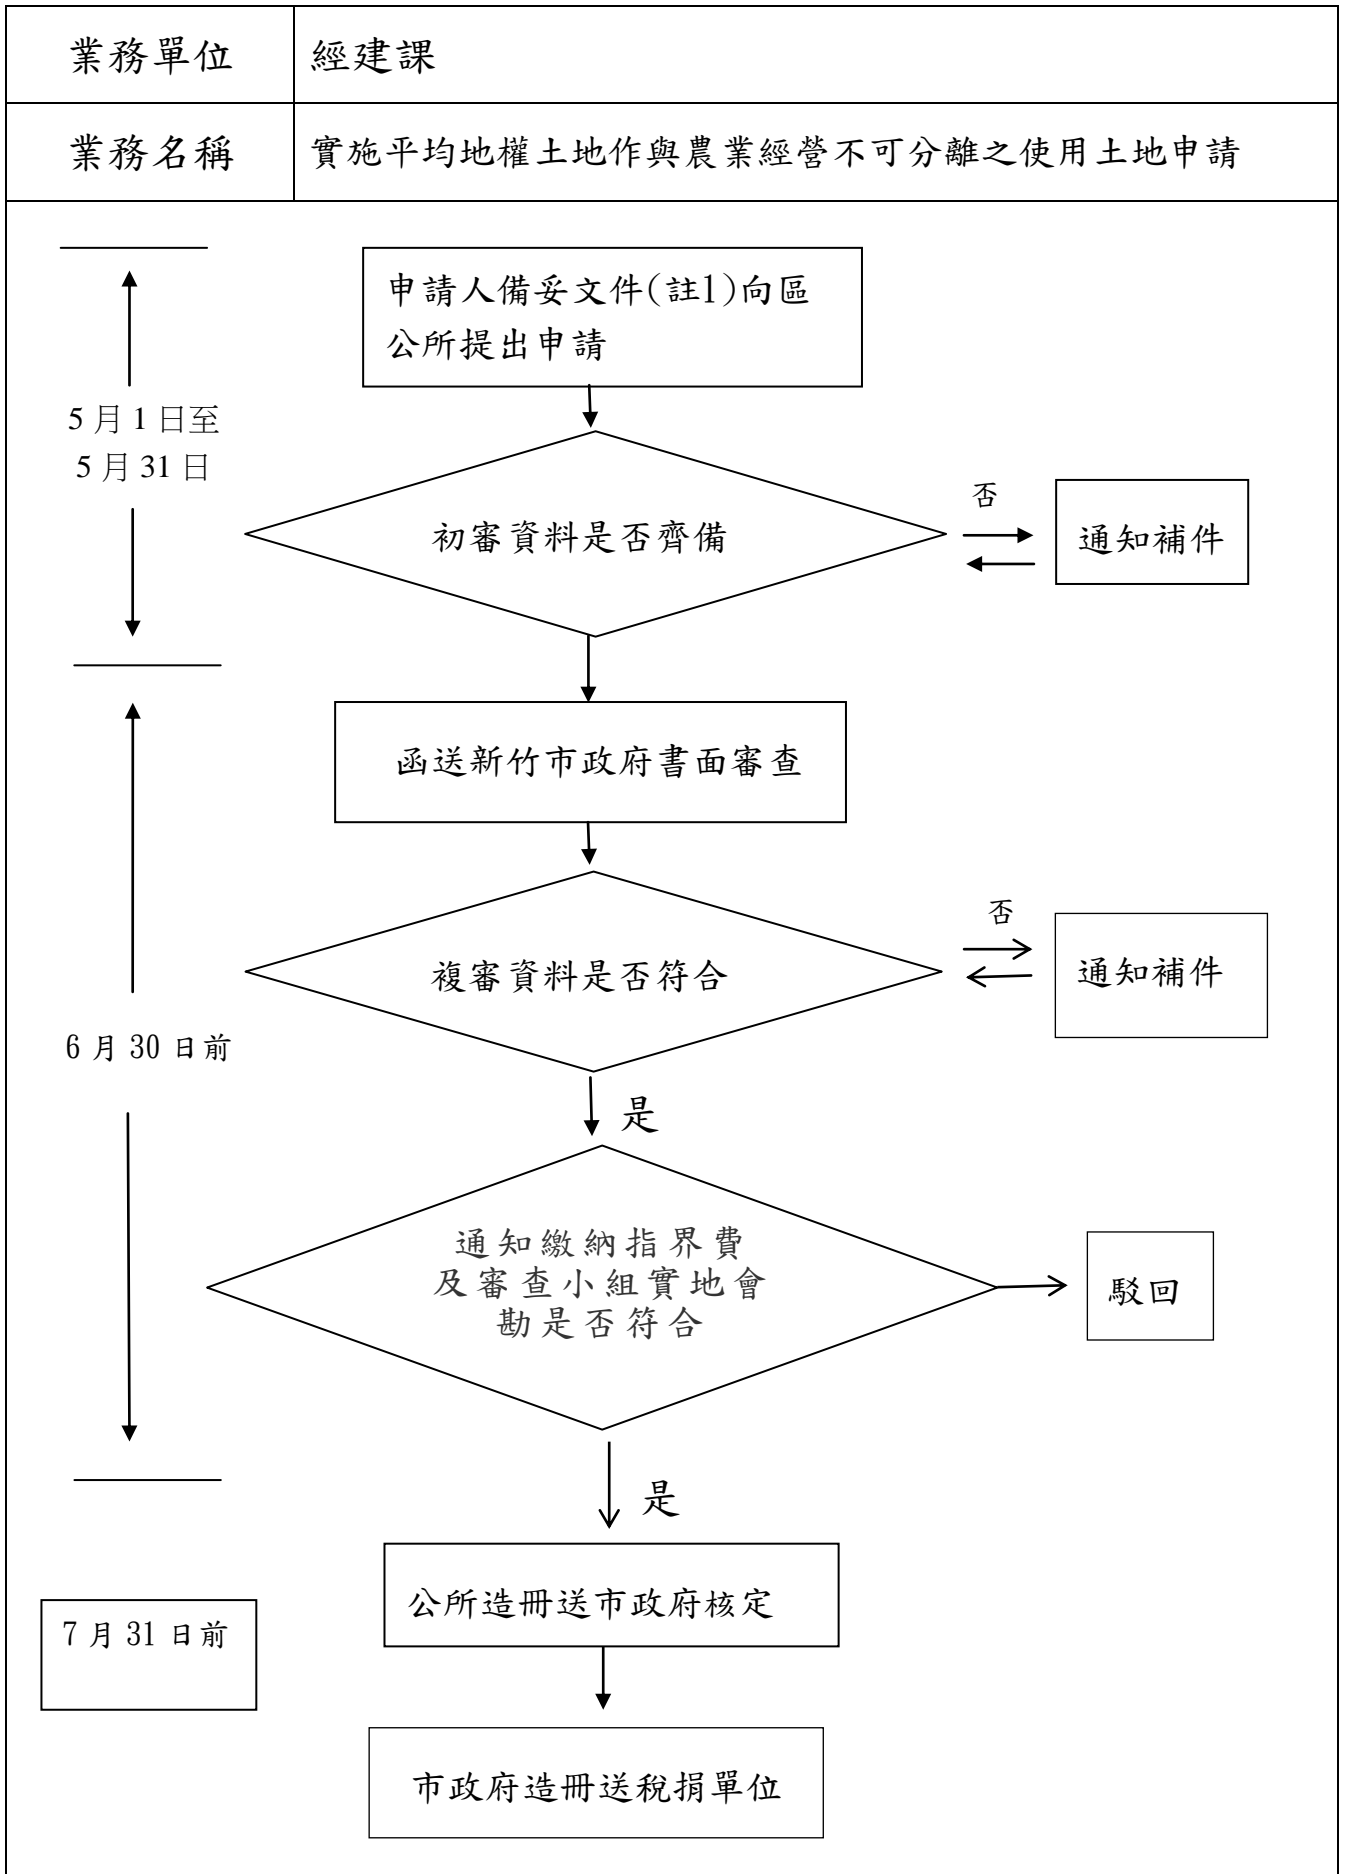 業務單位
經建課
業務名稱
實施平均地權土地作與農業經營不可分離之使用土地申請
申請人備妥文件(註1)向區
公所提出申請
5月1日至
5月31日
初審資料是否齊備
否
通知補件
函送新竹市政府書面審查
複審資料是否符合
否
通知補件
6月30日前
是
通知繳納指界費
及審查小組實地會
勘是否符合
駁回
是
公所造冊送市政府核定
7月31日前
市政府造冊送稅捐單位